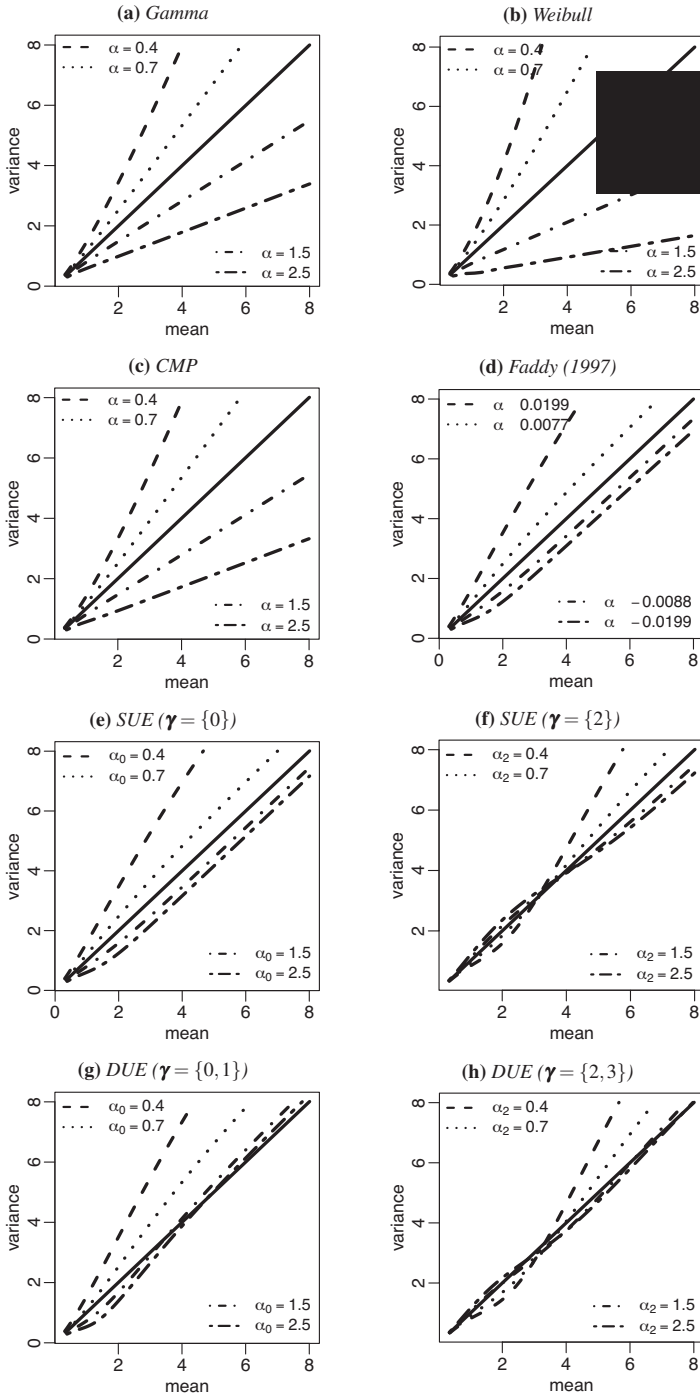 (a) Gamma
α = 0.4
α = 0.7
α = 1.5
α = 2.5
0 2 4 6 8
2 4 6 8
variance
mean
(b) Weibull
α = 0.4
α = 0.7
α = 1.5
α = 2.5
0 2 4 6 8
2 4 6 8
variance
mean
(c) CMP
α = 0.4
α = 0.7
α = 1.5
α = 2.5
0 2 4 6 8
2 4 6 8
variance
mean
(d) Faddy (1997)
α 0.0199
α 0.0077
α −0.0088
α −0.0199
0 2 4 6 8
0 2 4 6 8
variance
mean
(e) SUE (γ = {0})
α0 = 0.4
α0 = 0.7
α0 = 1.5
α0 = 2.5
0 2 4 6 8
0 2 4 6 8
variance
mean
(f) SUE (γ = {2})
α2 = 0.4
α2 = 0.7
α2 = 1.5
α2 = 2.5
2 4 6 8
2 4 6 8
variance
mean
(g) DUE (γ = {0,1})
α0 = 0.4
α0 = 0.7
α0 = 1.5
α0 = 2.5
0 2 4 6 8
2 4 6 8
variance
mean
(h) DUE (γ = {2,3})
α2 = 0.4
α2 = 0.7
α2 = 1.5
α2 = 2.5
2 4 6 8
2 4 6 8
variance
mean